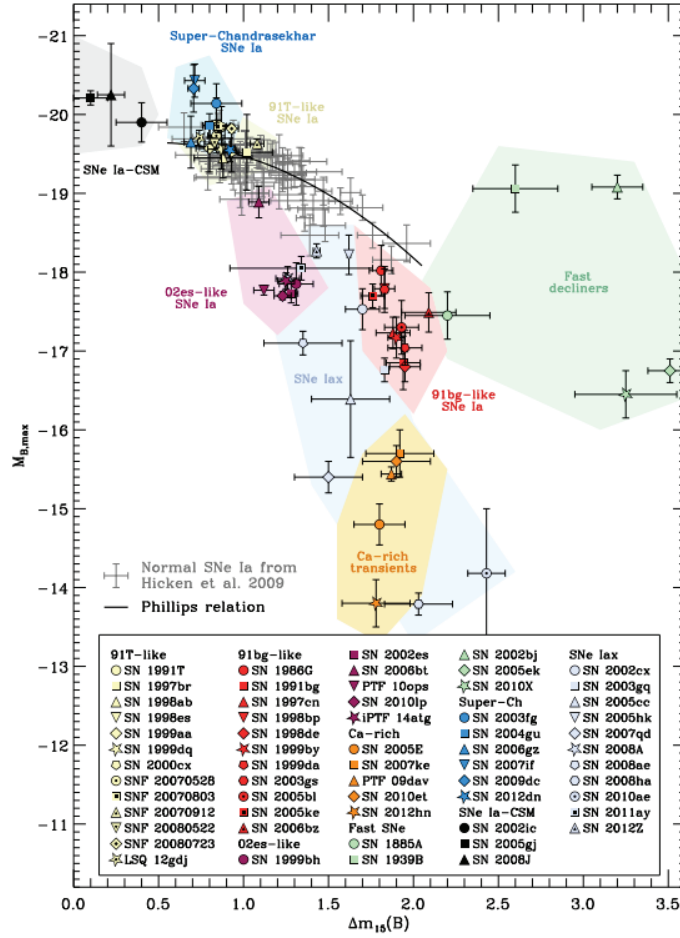 -21
-20
-19
-18
-17
-16
-15
-14
-13
-12
-11
M_B,max
Super-Chandrasekhar
SNe Ia
91T-like
SNe Ia
SNe Ia-CSM
02es-like
SNe Ia
SNe Iax
91bg-like
SNe Ia
Fast
decliners
Ca-rich
transients
Normal SNe Ia from
Hicken et al. 2009
Phillips relation
91T-like
SN 1991T
SN 1997br
SN 1998ab
SN 1998es
SN 1999aa
SN 1999dq
SN 2000cx
SNF 20070528
SNF 20070803
SNF 20070912
SNF 20080522
SNF 20080723
LSQ 12gdj
91bg-like
SN 1986G
SN 1991bg
SN 1997cn
SN 1998bp
SN 1998de
SN 1999by
SN 1999da
SN 2003gs
SN 2005bl
SN 2005ke
SN 2006bz
02es-like
SN 1999bh
SN 2002es
SN 2006bt
PTF 10ops
SN 2010lp
iPTF 14atg
Ca-rich
SN 2005E
SN 2007ke
PTF 09dav
SN 2010et
SN 2012hn
Fast SNe
SN 1885A
SN 1939B
SN 2002bj
SN 2005ek
SN 2010X
Super-Ch
SN 2003fg
SN 2004gu
SN 2006gz
SN 2007if
SN 2009dc
SN 2012dn
SNe Ia-CSM
SN 2002ic
SN 2005gj
SN 2008J
SNe Iax
SN 2002cx
SN 2003gq
SN 2005cc
SN 2005hk
SN 2007qd
SN 2008A
SN 2008ae
SN 2008ha
SN 2010ae
SN 2011ay
SN 2012Z
0.0 0.5 1.0 1.5 2.0 2.5 3.0 3.5
Δm₁₅(B)